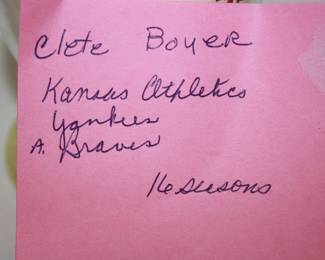 Clete Boyer
Kansas Athletics
Yankees
A. Braves
16 seasons